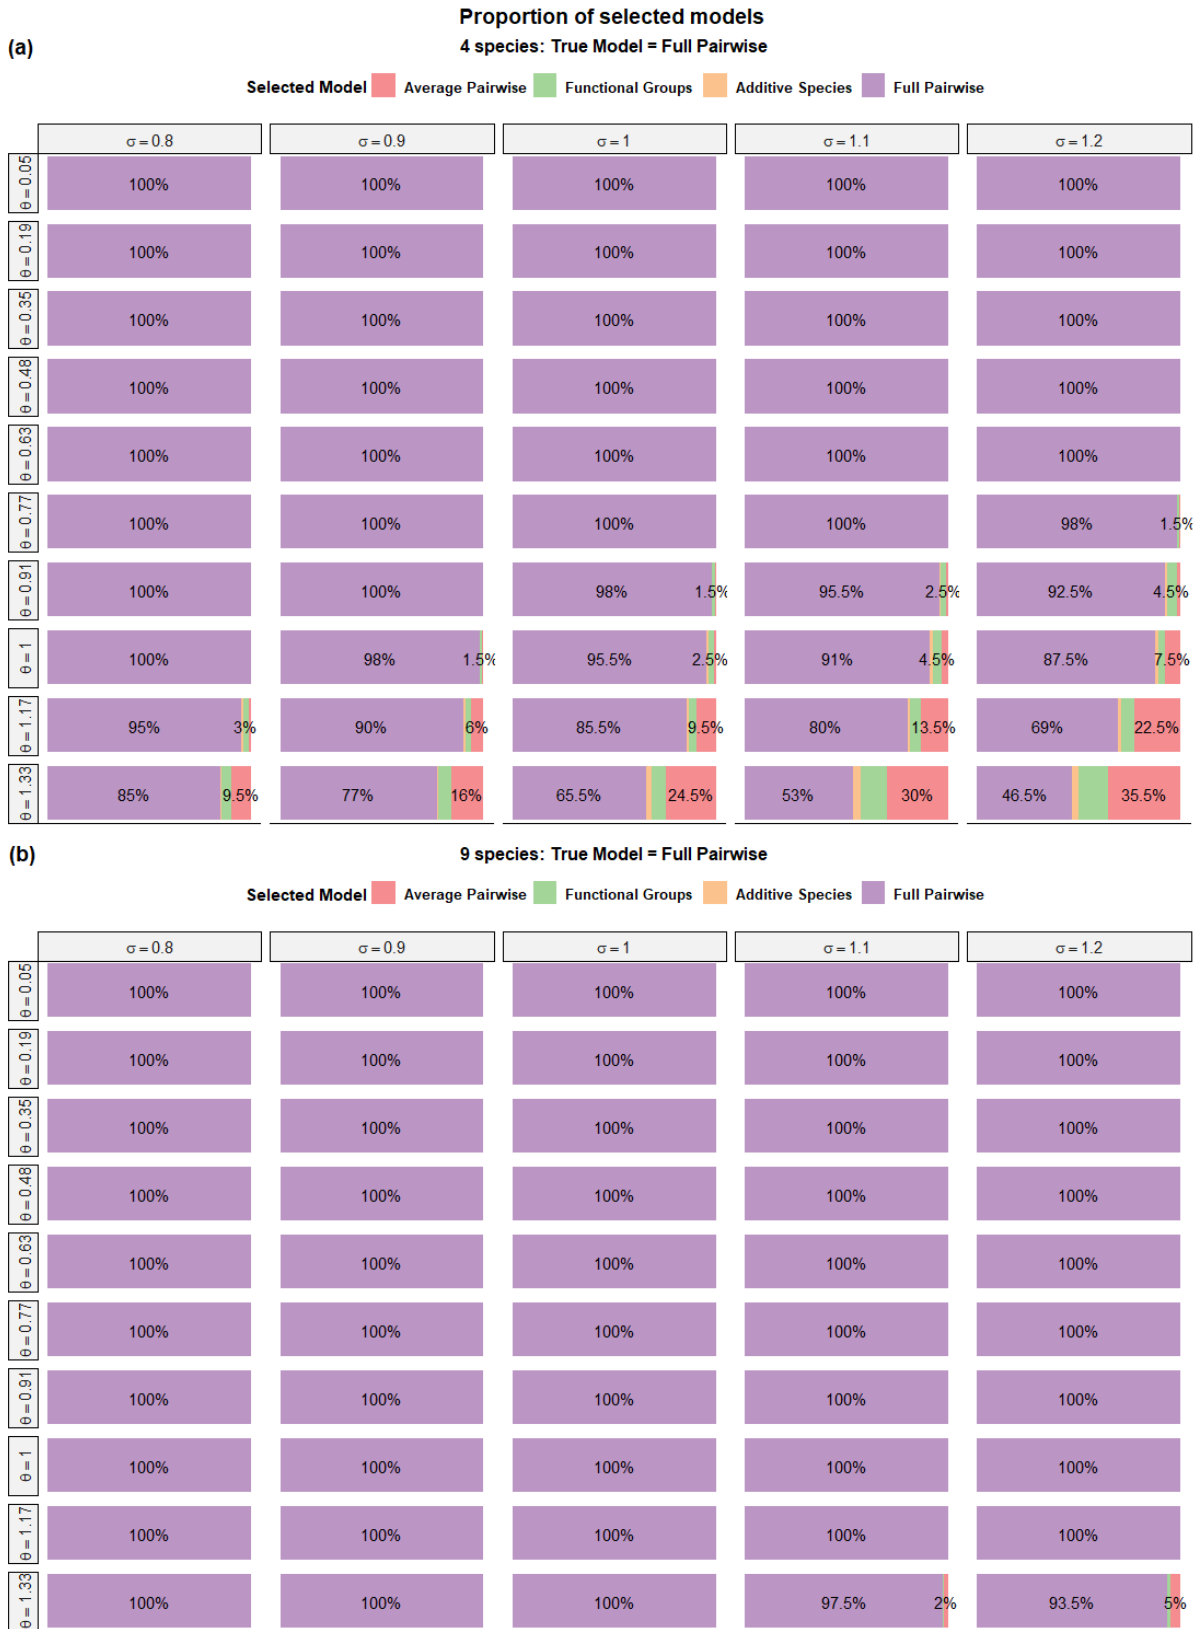 Proportion of selected models
(a) 4 species: True Model = Full Pairwise
Selected Model Average Pairwise Functional Groups Additive Species Full Pairwise
σ = 0.8 σ = 0.9 σ = 1 σ = 1.1 σ = 1.2
θ = 0.05 100% 100% 100% 100% 100%
θ = 0.19 100% 100% 100% 100% 100%
θ = 0.35 100% 100% 100% 100% 100%
θ = 0.48 100% 100% 100% 100% 100%
θ = 0.63 100% 100% 100% 100% 100%
θ = 0.77 100% 100% 100% 100% 98% 1.5%
θ = 0.91 100% 100% 98% 1.5% 95.5% 2.5% 92.5% 4.5%
θ = 1 100% 98% 1.5% 95.5% 2.5% 91% 4.5% 87.5% 7.5%
θ = 1.17 95% 3% 90% 6% 85.5% 9.5% 80% 13.5% 69% 22.5%
θ = 1.33 85% 9.5% 77% 16% 65.5% 24.5% 53% 30% 46.5% 35.5%
(b) 9 species: True Model = Full Pairwise
Selected Model Average Pairwise Functional Groups Additive Species Full Pairwise
σ = 0.8 σ = 0.9 σ = 1 σ = 1.1 σ = 1.2
θ = 0.05 100% 100% 100% 100% 100%
θ = 0.19 100% 100% 100% 100% 100%
θ = 0.35 100% 100% 100% 100% 100%
θ = 0.48 100% 100% 100% 100% 100%
θ = 0.63 100% 100% 100% 100% 100%
θ = 0.77 100% 100% 100% 100% 100%
θ = 0.91 100% 100% 100% 100% 100%
θ = 1 100% 100% 100% 100% 100%
θ = 1.17 100% 100% 100% 100% 100%
θ = 1.33 100% 100% 100% 97.5% 2% 93.5% 5%